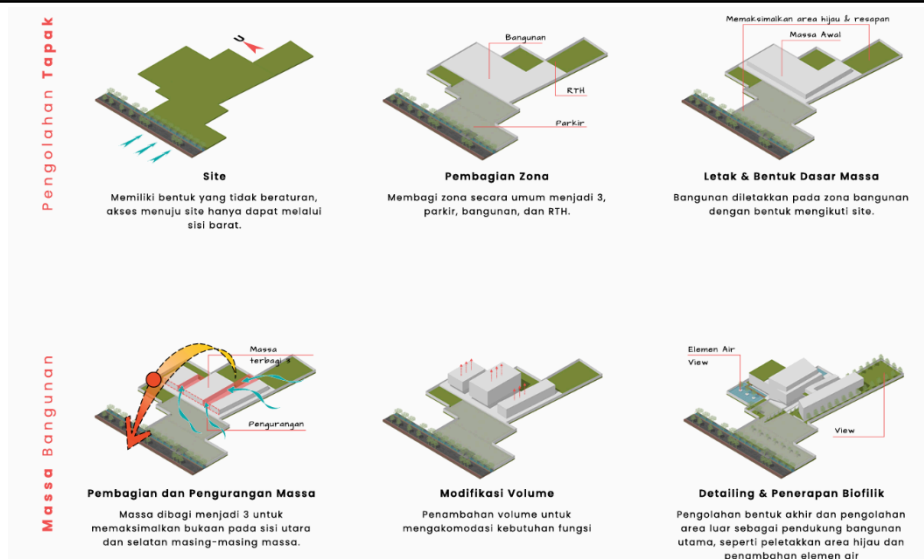 Pengolahan Tapak
U
Site
Memiliki bentuk yang tidak beraturan,
akses menuju site hanya dapat melalui
sisi barat.
Bangunan
RTH
Parkir
Pembagian Zona
Membagi zona secara umum menjadi 3,
parkir, bangunan, dan RTH.
Memaksimalkan area hijau & resapan
Massa Awal
Letak & Bentuk Dasar Massa
Bangunan diletakkan pada zona bangunan
dengan bentuk mengikuti site.
Massa Bangunan
Massa
terbagi
Pengurangan
Pembagian dan Pengurangan Massa
Massa dibagi menjadi 3 untuk
memaksimalkan bukaan pada sisi utara
dan selatan masing-masing massa.
Modifikasi Volume
Penambahan volume untuk
mengakomodasi kebutuhan fungsi
Elemen Air
View
View
Detailing & Penerapan Biofilik
Pengolahan bentuk akhir dan pengolahan
area luar sebagai pendukung bangunan
utama, seperti peletakkan area hijau dan
penambahan elemen air